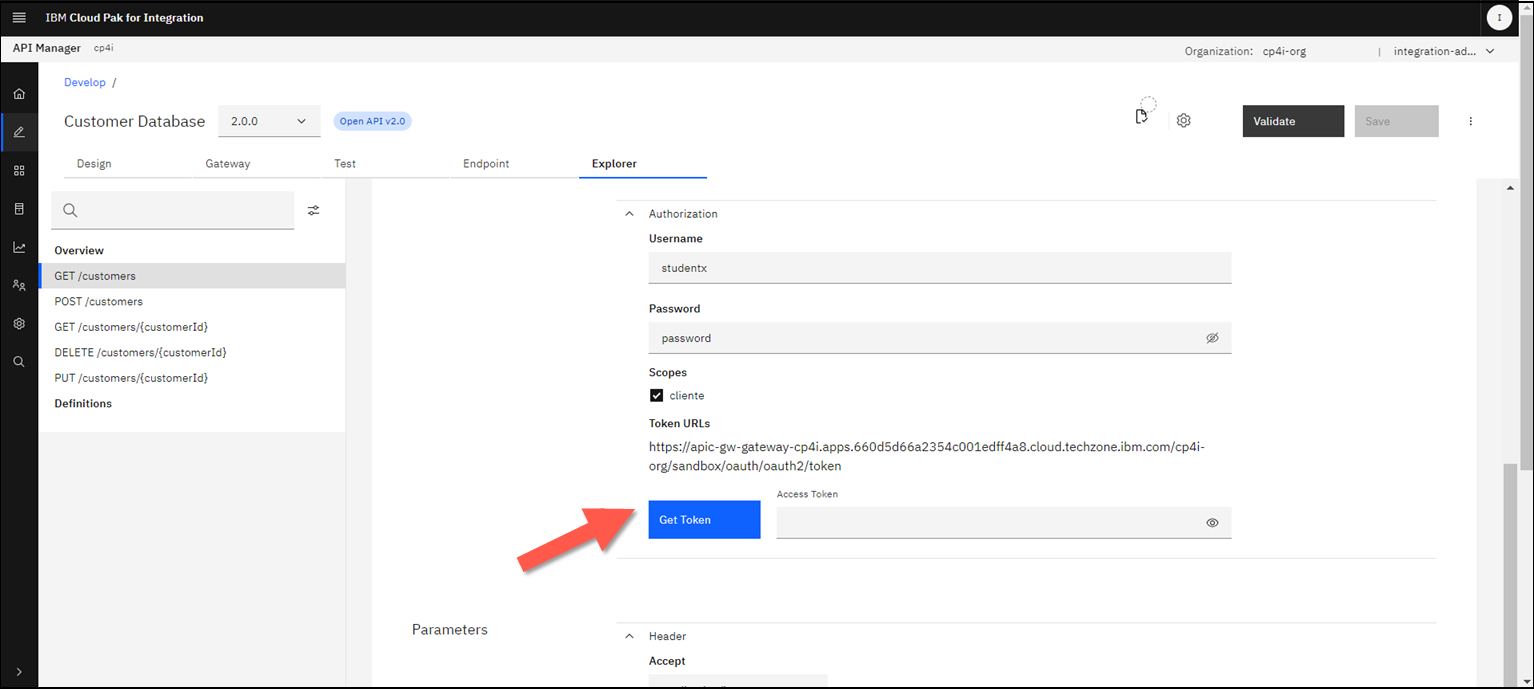 IBM Cloud Pak for Integration
I
API Manager cp4i
Organization: cp4i-org | integration-ad...
Develop /
Customer Database 2.0.0 Open API v2.0
Validate Save
Design Gateway Test Endpoint Explorer
Overview
GET /customers
POST /customers
GET /customers/{customerId}
DELETE /customers/{customerId}
PUT /customers/{customerId}
Definitions
Authorization
Username
studentx
Password
password
Scopes
cliente
Token URLs
https://apic-gw-gateway-cp4i.apps.660d5d66a2354c001edff4a8.cloud.techzone.ibm.com/cp4i-
org/sandbox/oauth/oauth2/token
Access Token
Get Token
Parameters
Header
Accept